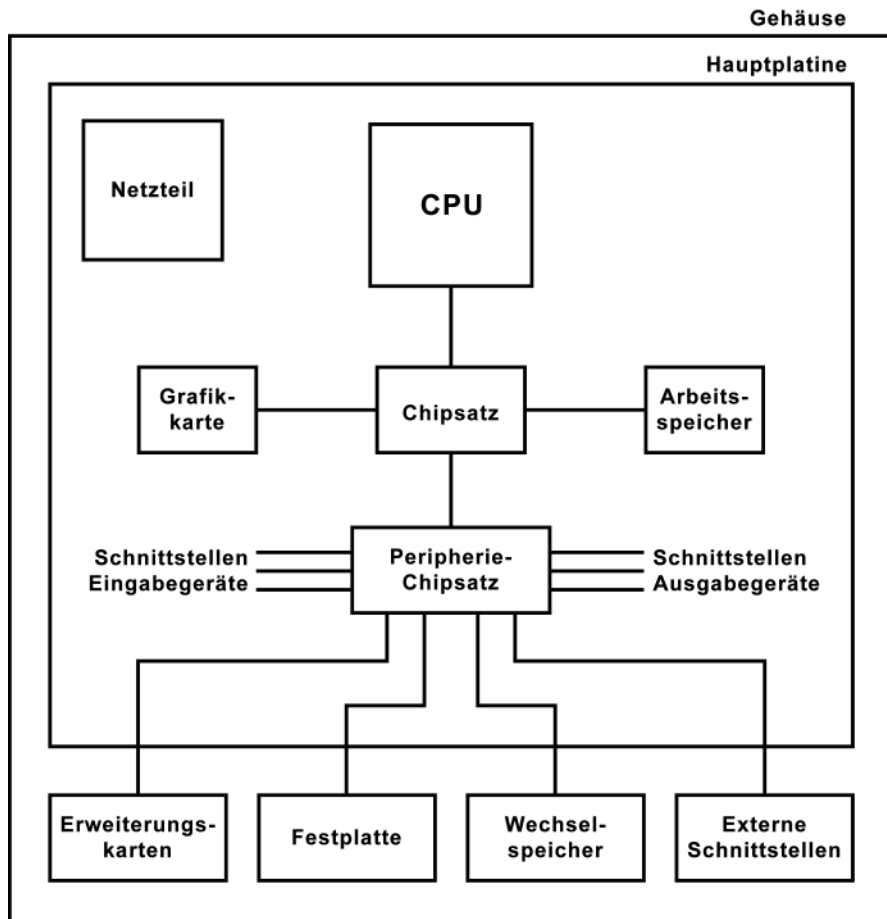 Gehäuse
Hauptplatine
Netzteil
CPU
Grafik-
karte
Chipsatz
Arbeits-
speicher
Schnittstellen
Eingabegeräte
Peripherie-
Chipsatz
Schnittstellen
Ausgabegeräte
Erweiterungs-
karten
Festplatte
Wechsel-
speicher
Externe
Schnittstellen